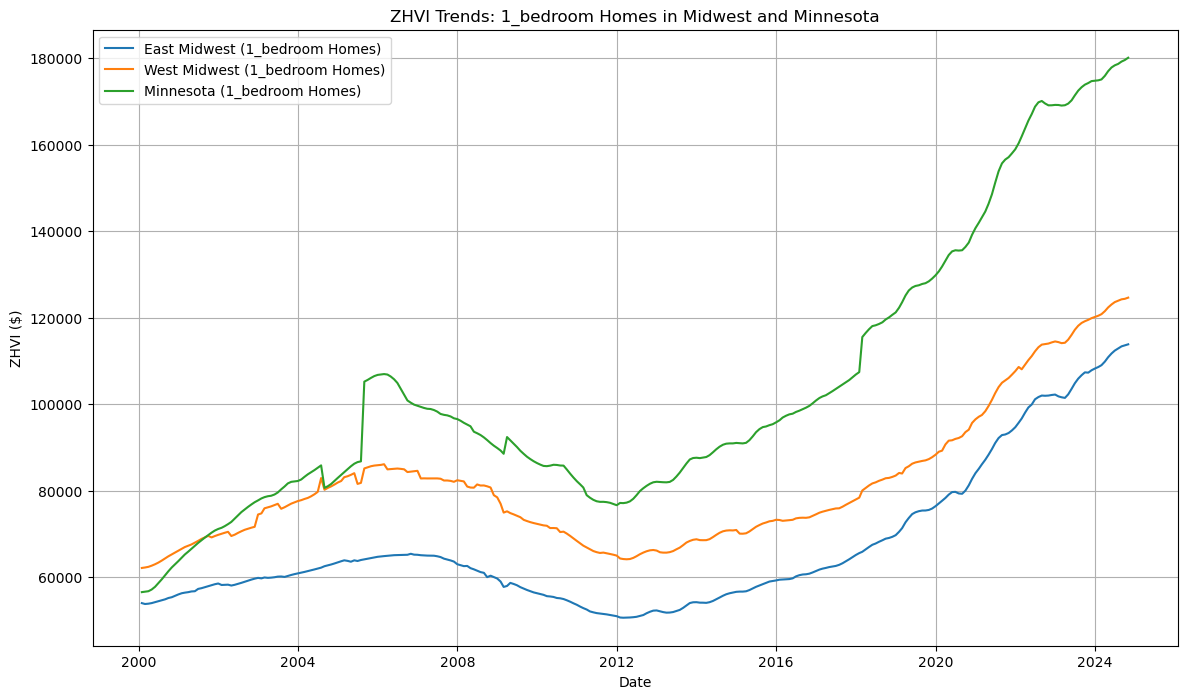 ZHVI Trends: 1_bedroom Homes in Midwest and Minnesota
East Midwest (1_bedroom Homes)
West Midwest (1_bedroom Homes)
Minnesota (1_bedroom Homes)
ZHVI ($)
180000
160000
140000
120000
100000
80000
60000
2000 2004 2008 2012 2016 2020 2024
Date